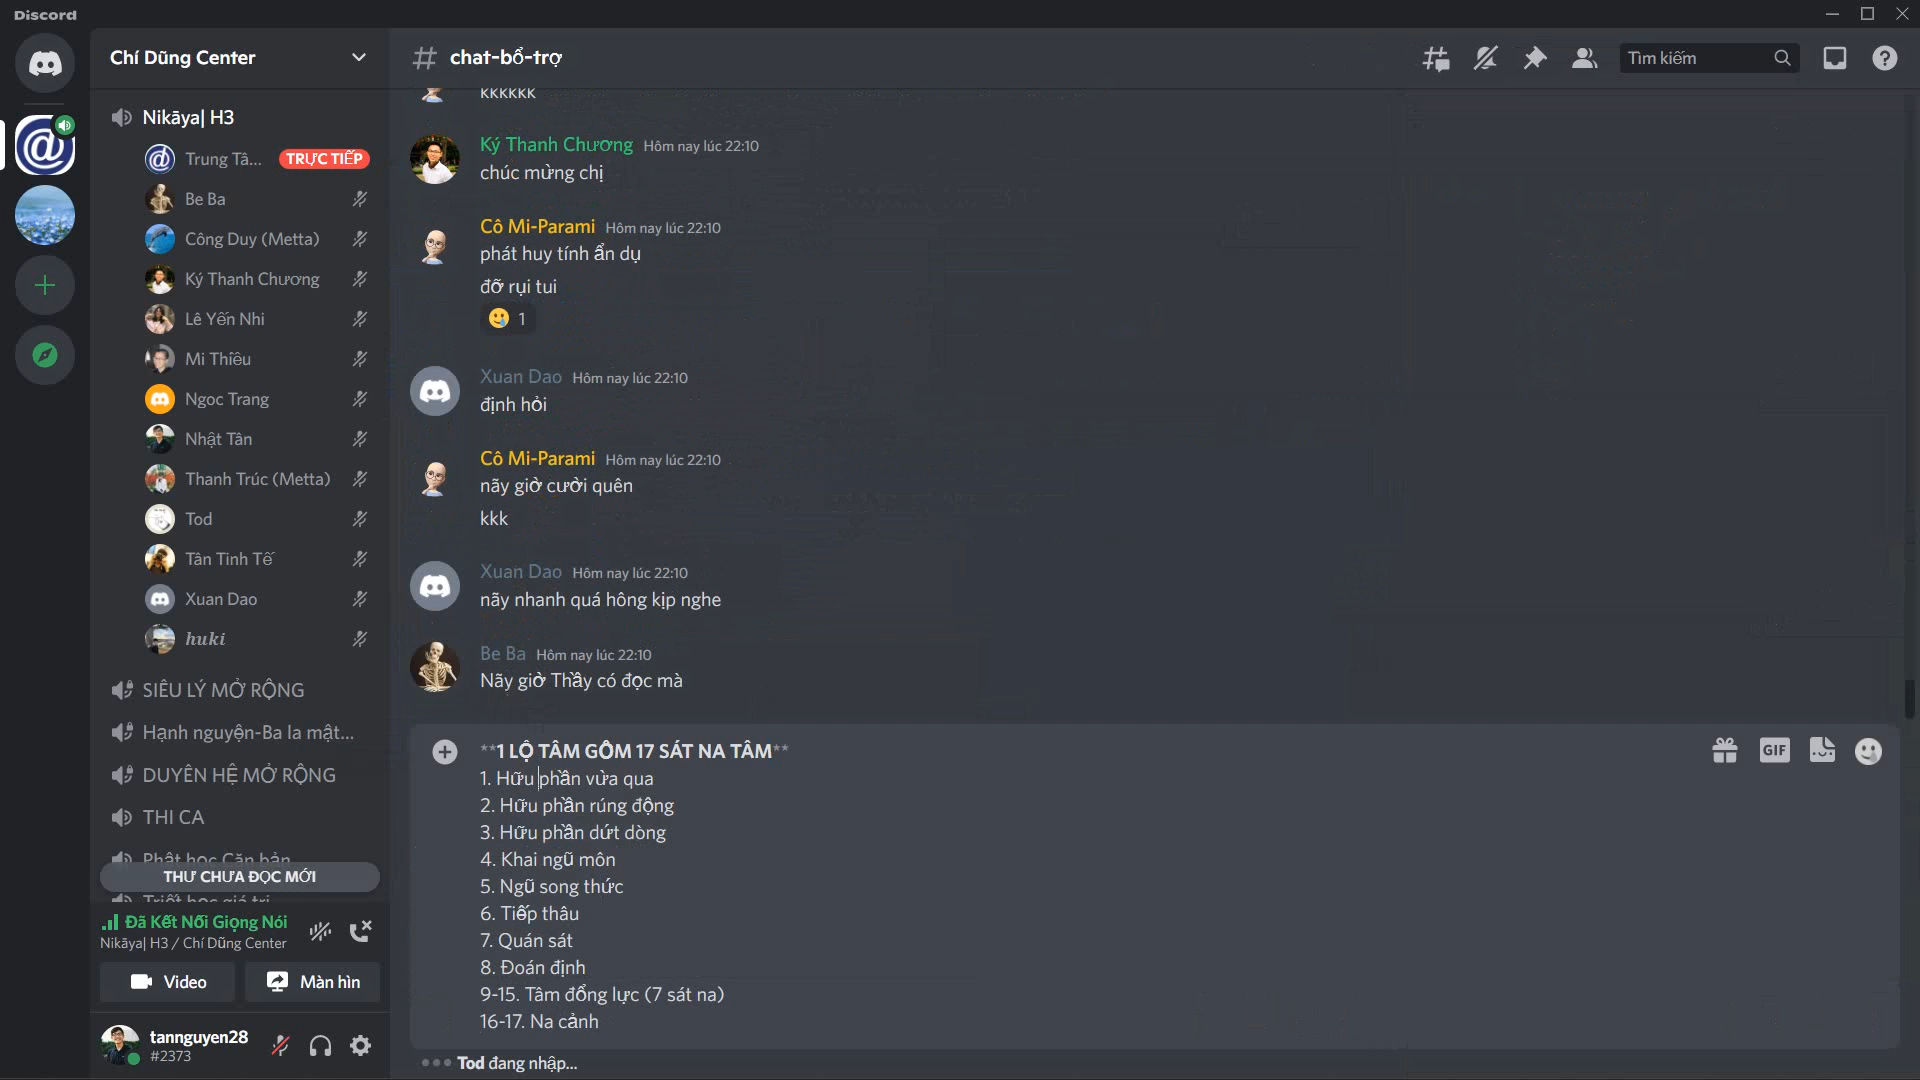 Discord
Chí Dũng Center
Nikāya| H3
Trung Tâ...
TRỰC TIẾP
Be Ba
Công Duy (Metta)
Ký Thanh Chương
Lê Yến Nhi
Mi Thiêu
Ngoc Trang
Nhật Tân
Thanh Trúc (Metta)
Tod
Tân Tinh Tế
Xuan Dao
huki
SIÊU LÝ MỞ RỘNG
Hạnh nguyện-Ba la mật...
DUYÊN HỆ MỞ RỘNG
THI CA
Phật học Căn bản
THƯ CHƯA ĐỌC MỚI
Triết học giá trị
Đã Kết Nối Giọng Nói
Nikāya| H3 / Chí Dũng Center
Video
Màn hìn
tannguyen28
#2373
chat-bổ-trợ
Tìm kiếm
kkkkkk
Ký Thanh Chương Hôm nay lúc 22:10
chúc mừng chị
Cô Mi-Parami Hôm nay lúc 22:10
phát huy tính ẩn dụ
đỡ rụi tui
1
Xuan Dao Hôm nay lúc 22:10
định hỏi
Cô Mi-Parami Hôm nay lúc 22:10
nãy giờ cười quên
kkk
Xuan Dao Hôm nay lúc 22:10
nãy nhanh quá hông kịp nghe
Be Ba Hôm nay lúc 22:10
Nãy giờ Thầy có đọc mà
**1 LỘ TÂM GỒM 17 SÁT NA TÂM**
1. Hữu phần vừa qua
2. Hữu phần rúng động
3. Hữu phần dứt dòng
4. Khai ngũ môn
5. Ngũ song thức
6. Tiếp thâu
7. Quán sát
8. Đoán định
9-15. Tâm đổng lực (7 sát na)
16-17. Na cảnh
GIF
Tod đang nhập...